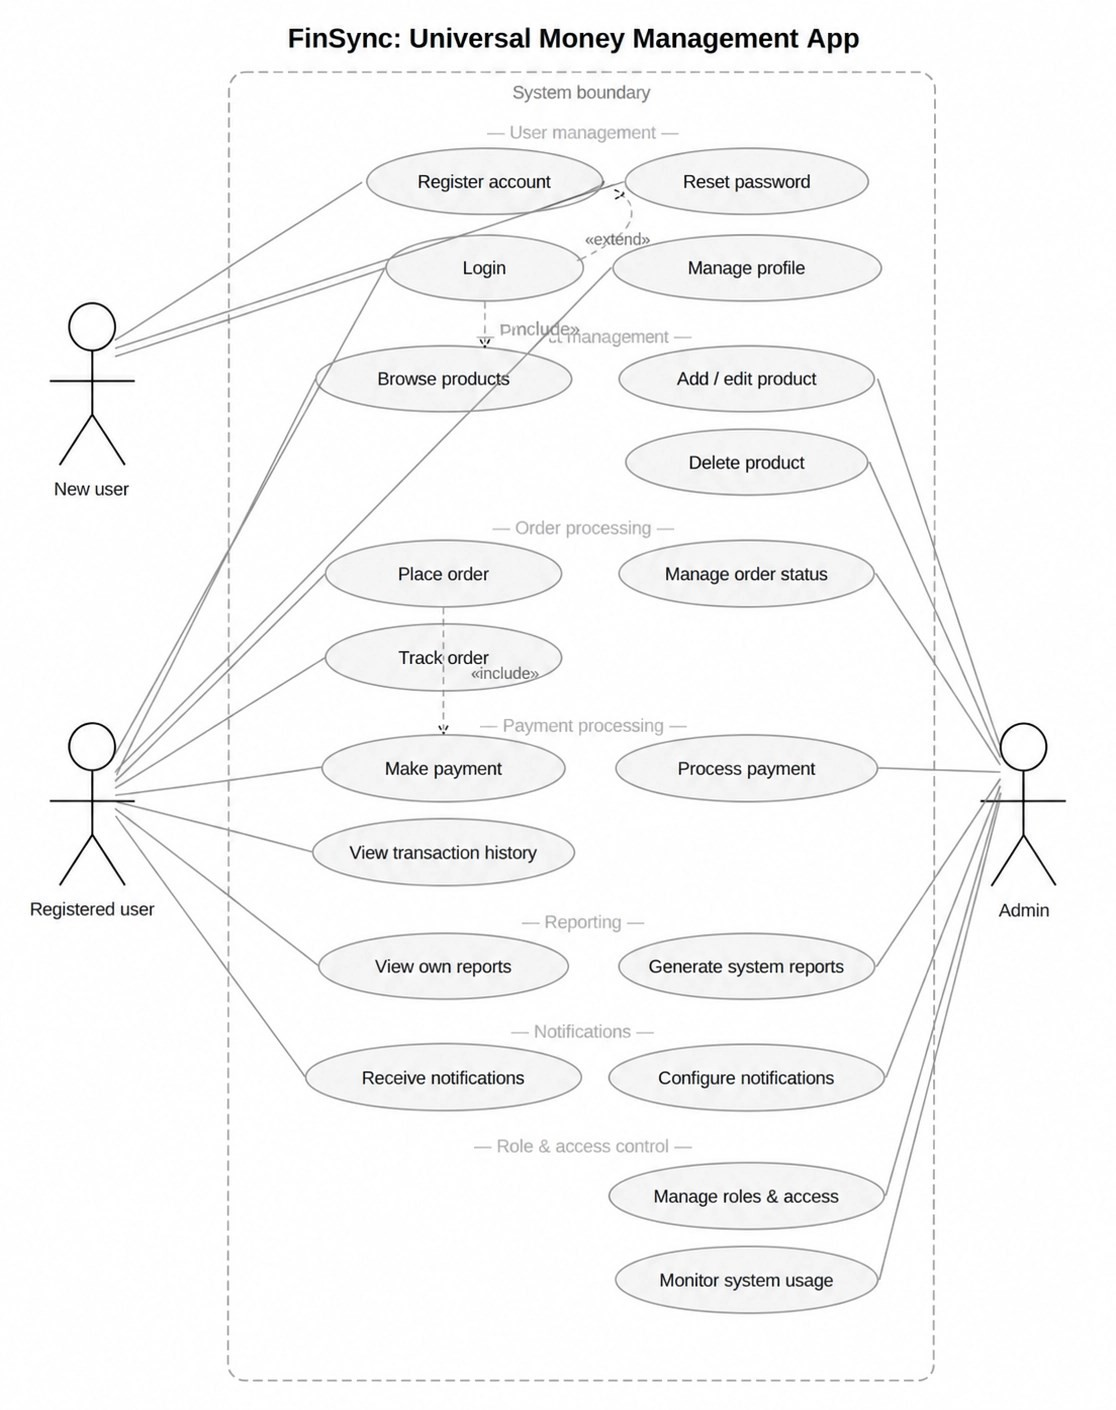 FinSync: Universal Money Management App
System boundary
— User management —
Register account
Reset password
«extend»
Login
Manage profile
«include»
management —
Browse products
Add / edit product
Delete product
— Order processing —
Place order
Manage order status
Track order
«include»
— Payment processing —
Make payment
Process payment
View transaction history
— Reporting —
View own reports
Generate system reports
— Notifications —
Receive notifications
Configure notifications
— Role & access control —
Manage roles & access
Monitor system usage
New user
Registered user
Admin